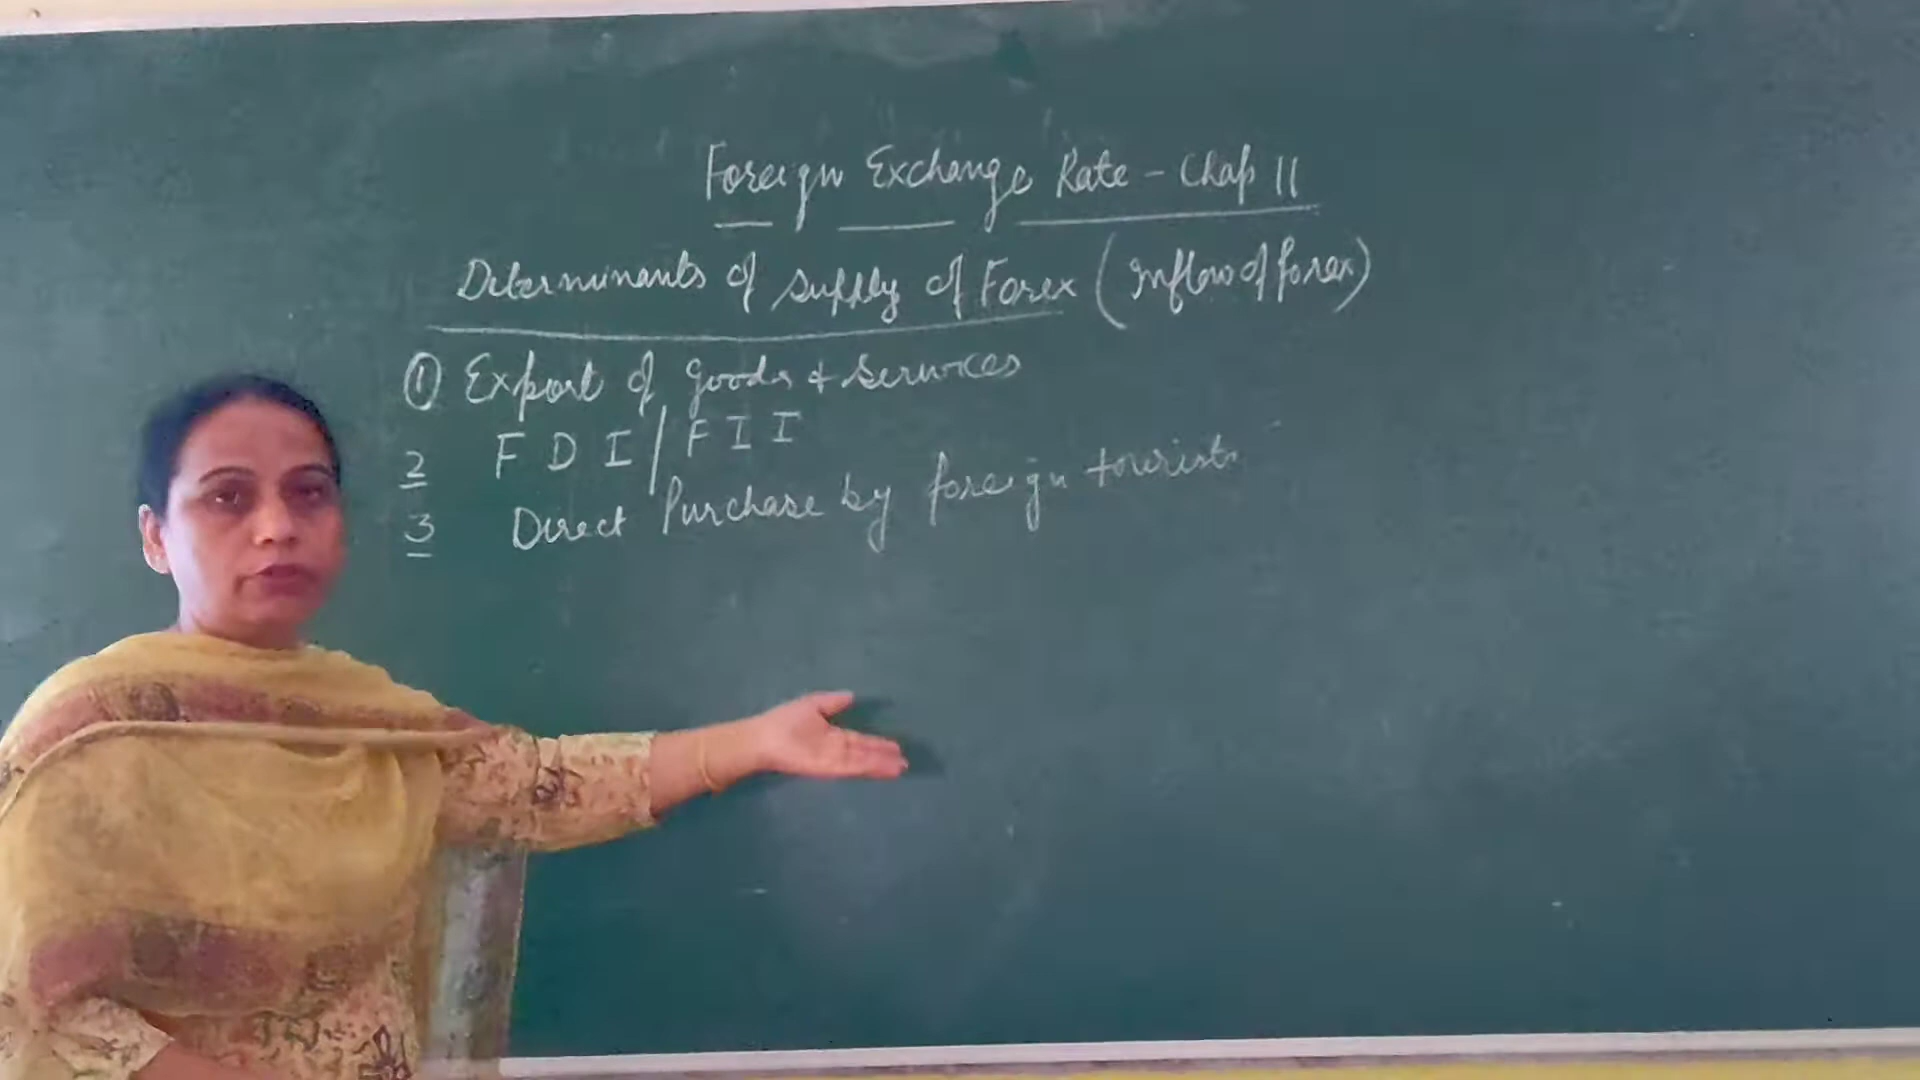 Foreign Exchange Rate - Chap 11
Determinants of supply of Forex (Inflow of forex)
① Export of goods & Services
2 F D I / F I I
3 Direct Purchase by foreign tourists